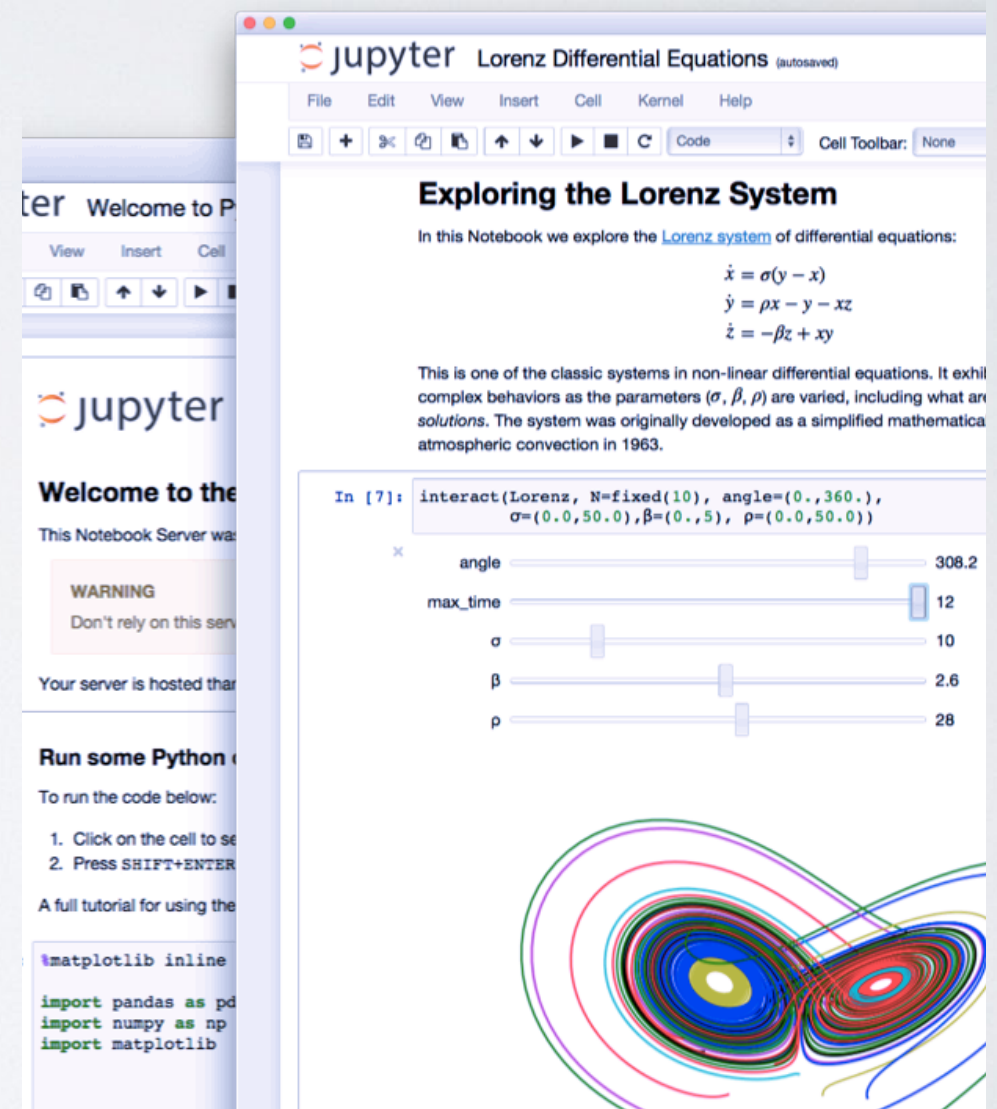 jupyter Lorenz Differential Equations (autosaved)
File Edit View Insert Cell Kernel Help
Code Cell Toolbar: None
Exploring the Lorenz System
In this Notebook we explore the Lorenz system of differential equations:
ẋ = σ(y − x)
ẏ = ρx − y − xz
ż = −βz + xy
This is one of the classic systems in non-linear differential equations. It exhi
complex behaviors as the parameters (σ, β, ρ) are varied, including what are
solutions. The system was originally developed as a simplified mathematica
atmospheric convection in 1963.
In [7]: interact(Lorenz, N=fixed(10), angle=(0.,360.),
σ=(0.0,50.0),β=(0.,5), ρ=(0.0,50.0))
×
angle 308.2
max_time 12
σ 10
β 2.6
ρ 28
ter Welcome to P
View Insert Cell
jupyter
Welcome to the
This Notebook Server was
WARNING
Don't rely on this serv
Your server is hosted than
Run some Python
To run the code below:
1. Click on the cell to se
2. Press SHIFT+ENTER
A full tutorial for using the
: %matplotlib inline
import pandas as pd
import numpy as np
import matplotlib